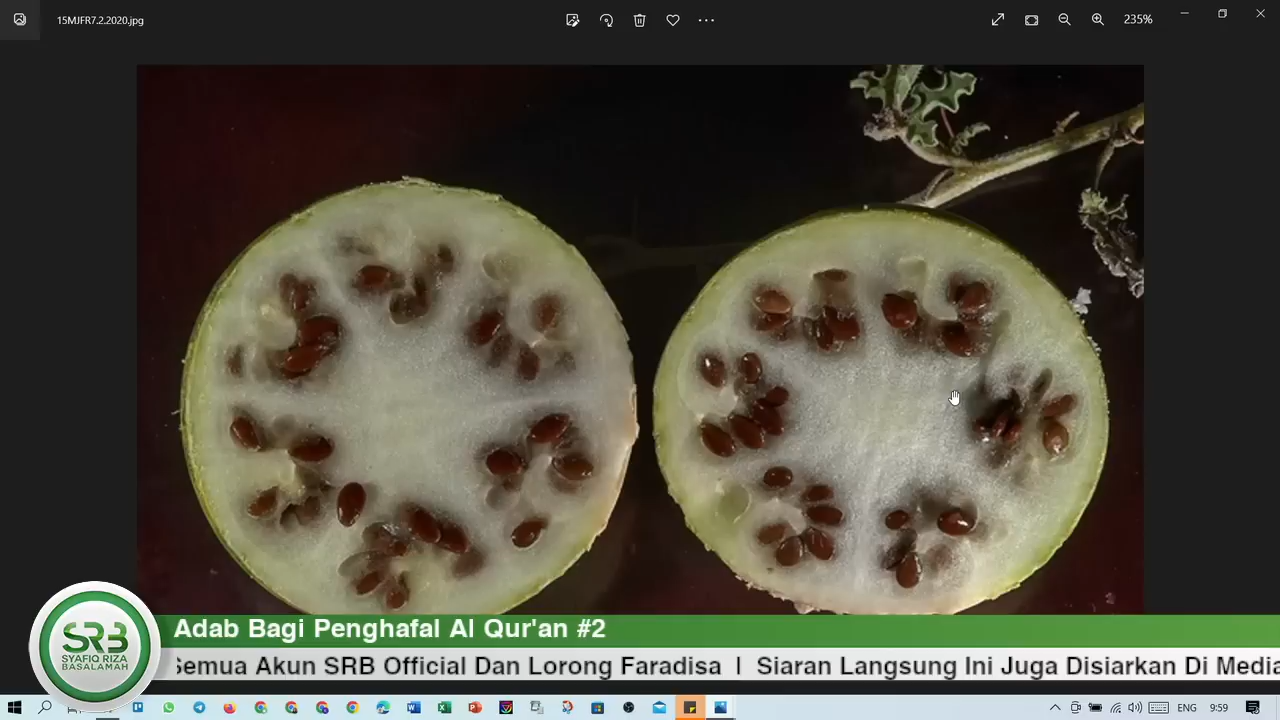 15MJFR7.2.2020.jpg
235%
Adab Bagi Penghafal Al Qur'an #2
SRB
SYAFIQ RIZA
BASALAMAH
Semua Akun SRB Official Dan Lorong Faradisa | Siaran Langsung Ini Juga Disiarkan Di Media
ENG
9:59